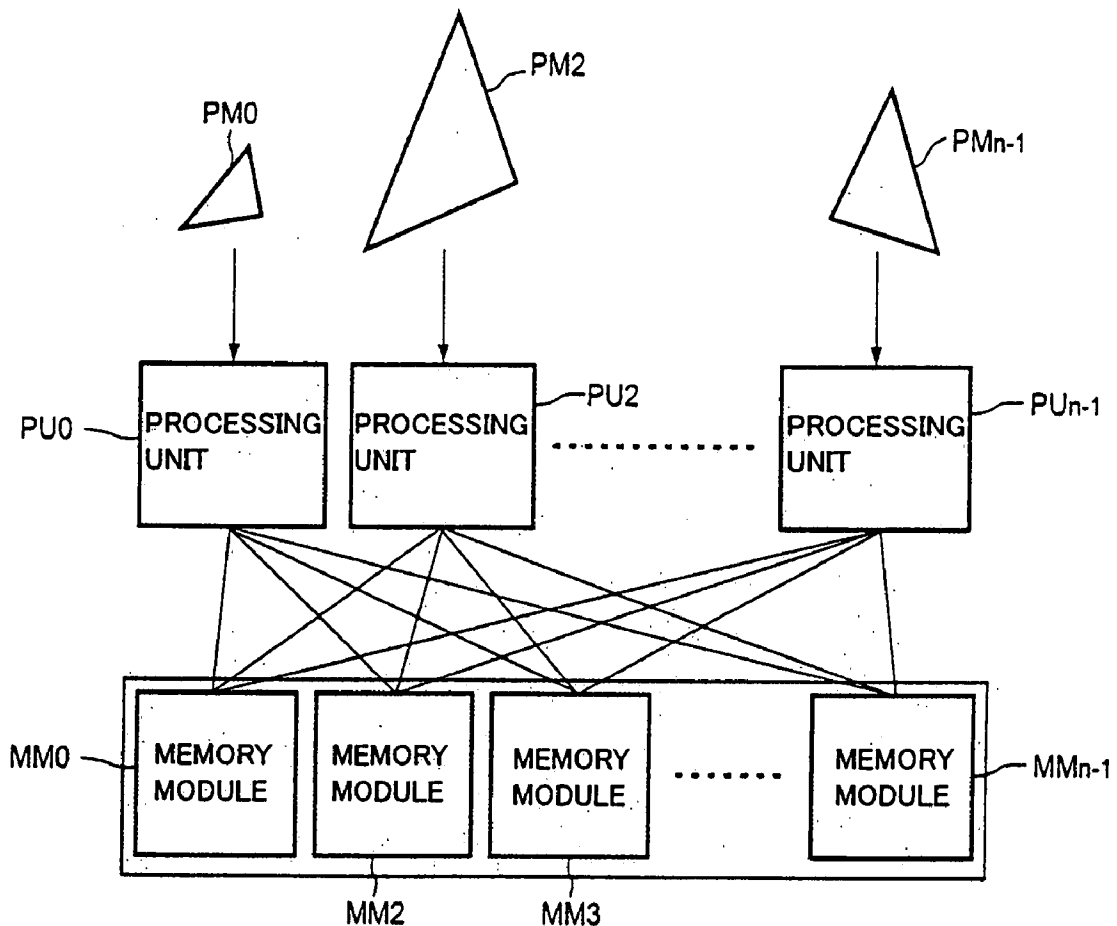 PM0
PM2
PMn-1
PU0
PROCESSING
UNIT
PROCESSING
UNIT
PU2
PROCESSING
UNIT
PUn-1
MM0
MEMORY
MODULE
MEMORY
MODULE
MEMORY
MODULE
MEMORY
MODULE
MMn-1
MM2
MM3